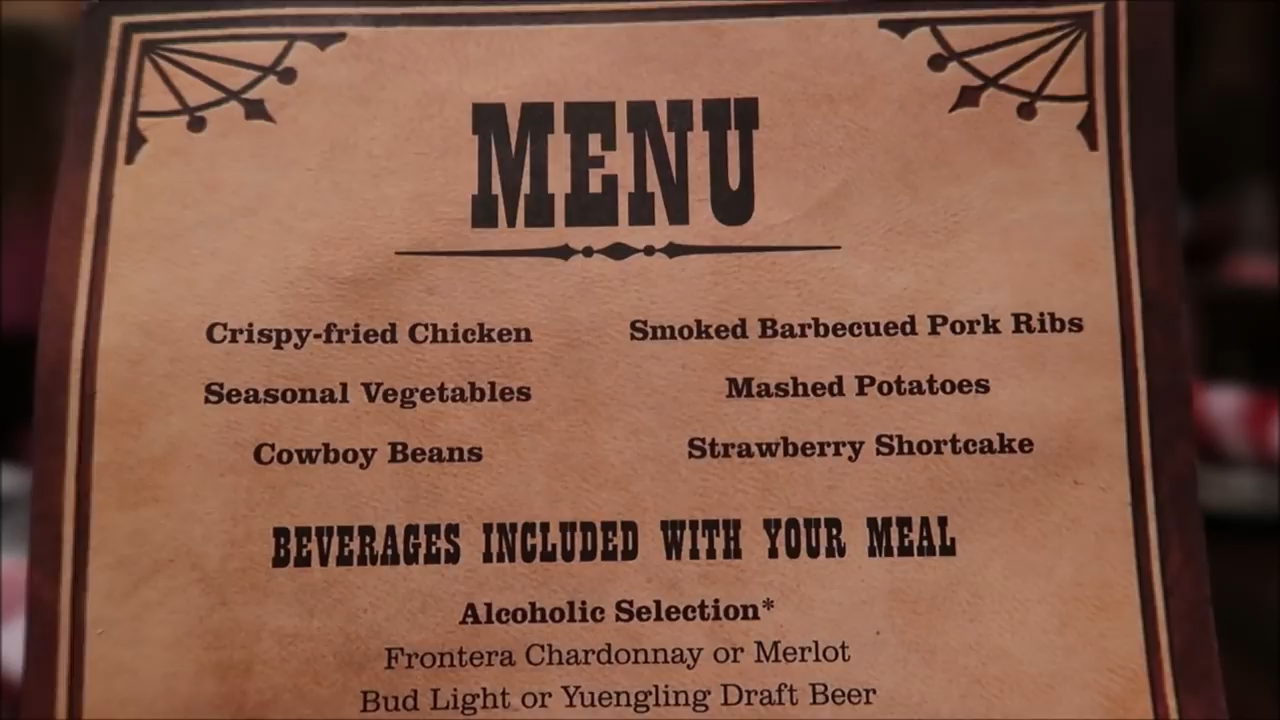 MENU
Crispy-fried Chicken
Smoked Barbecued Pork Ribs
Seasonal Vegetables
Mashed Potatoes
Cowboy Beans
Strawberry Shortcake
BEVERAGES INCLUDED WITH YOUR MEAL
Alcoholic Selection*
Frontera Chardonnay or Merlot
Bud Light or Yuengling Draft Beer